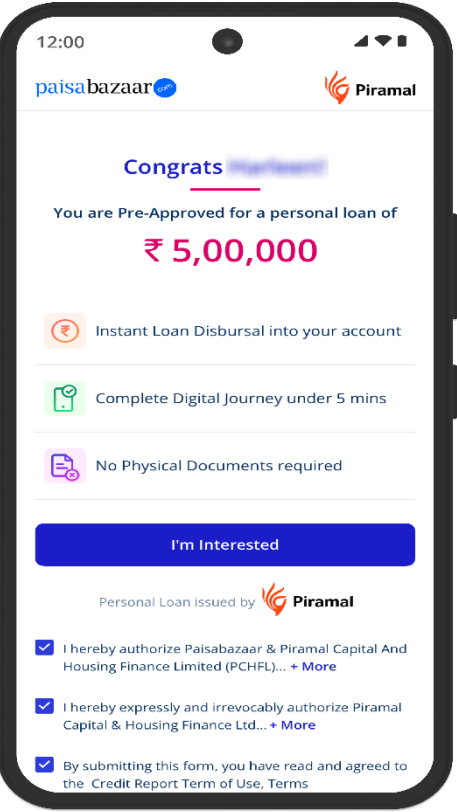 12:00
paisabazaar.com
Piramal
Congrats
You are Pre-Approved for a personal loan of
₹ 5,00,000
Instant Loan Disbursal into your account
Complete Digital Journey under 5 mins
No Physical Documents required
I'm Interested
Personal Loan issued by Piramal
I hereby authorize Paisabazaar & Piramal Capital And
Housing Finance Limited (PCHFL)... + More
I hereby expressly and irrevocably authorize Piramal
Capital & Housing Finance Ltd... + More
By submitting this form, you have read and agreed to
the Credit Report Term of Use, Terms